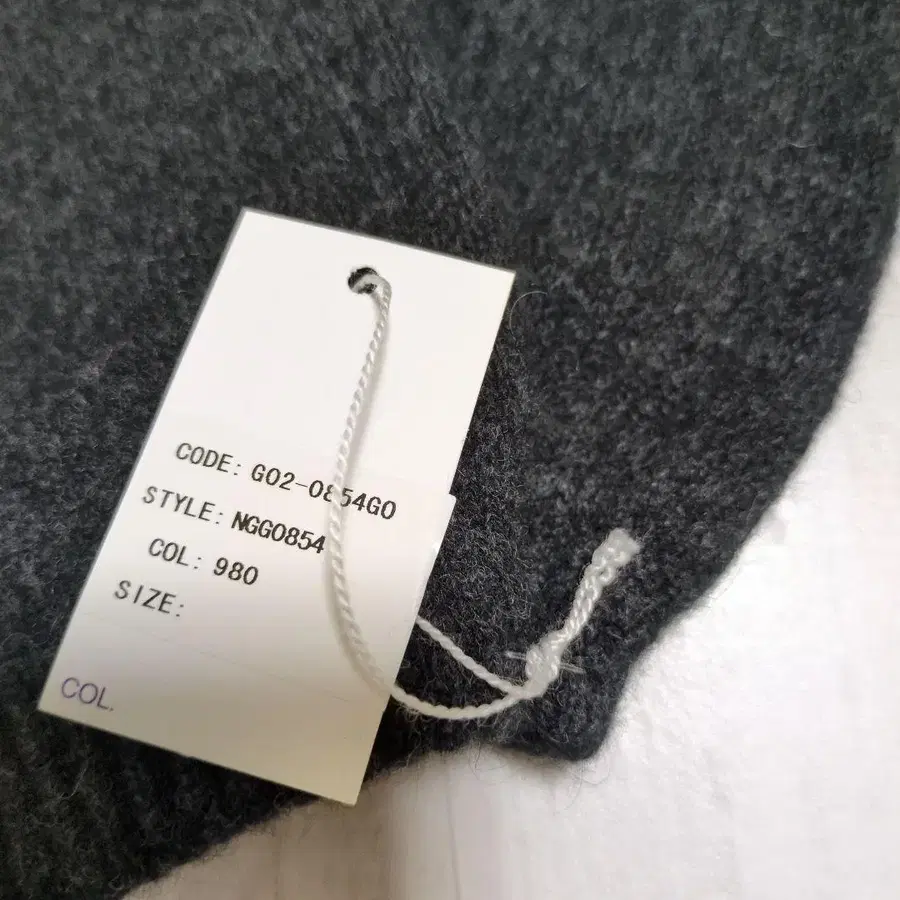 CODE: G02-0854G0
STYLE: NGG0854
COL: 980
SIZE:
COL.